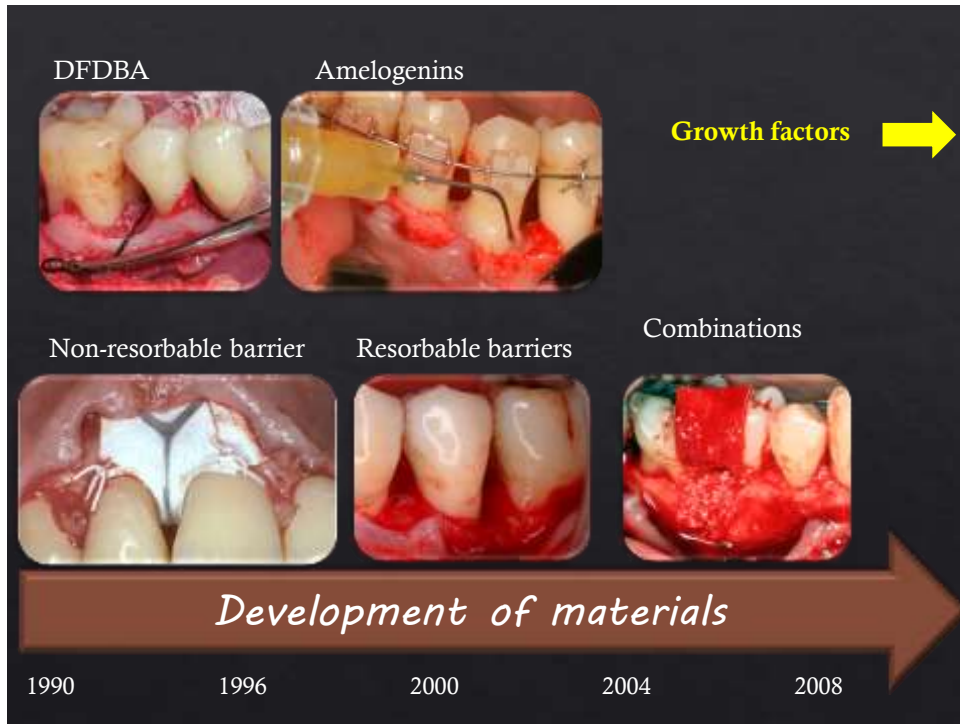 DFDBA
Amelogenins
Growth factors
Non-resorbable barrier
Resorbable barriers
Combinations
Development of materials
1990
1996
2000
2004
2008